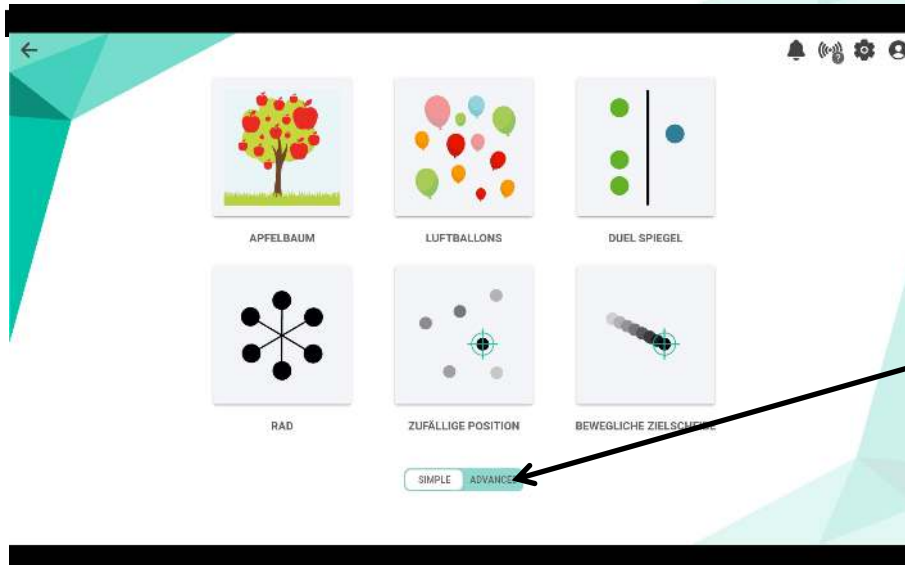 APFELBAUM LUFTBALLONS DUEL SPIEGEL
RAD ZUFÄLLIGE POSITION BEWEGLICHE ZIELSCHEIBE
SIMPLE ADVANCED